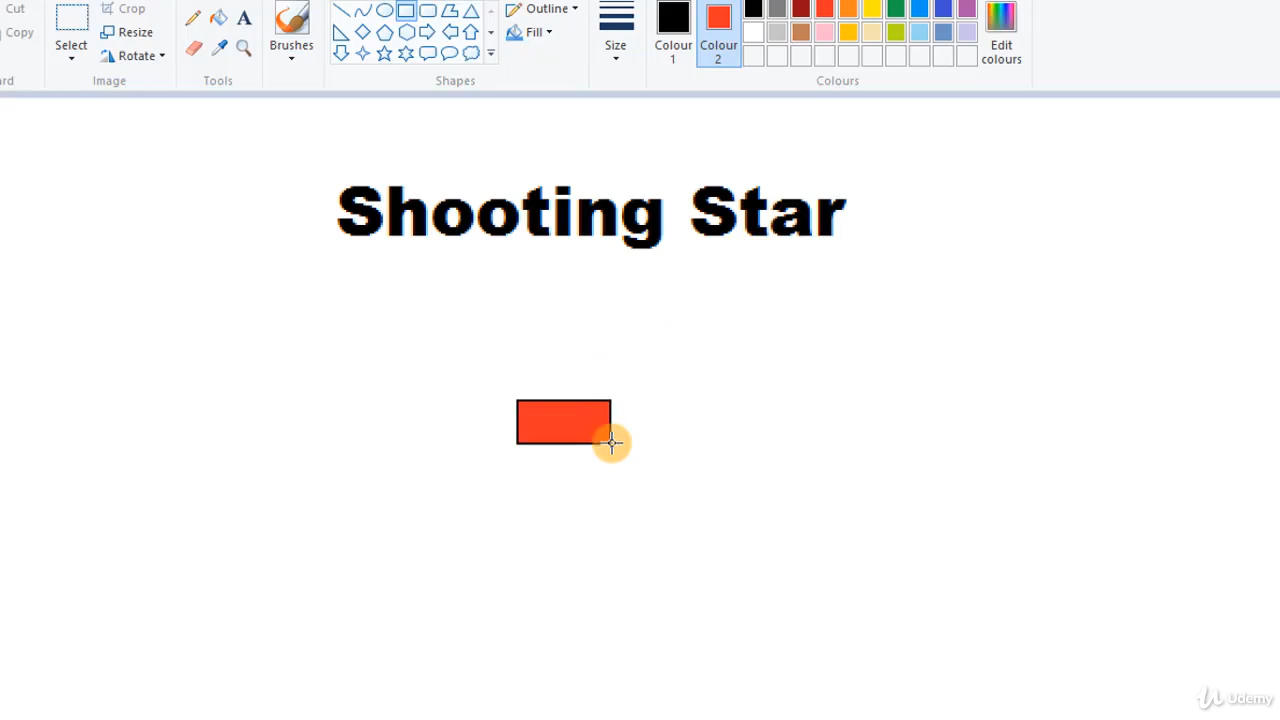 Cut
Copy
Crop
Resize
Rotate
Select
Image
A
Tools
Brushes
Outline
Fill
Shapes
Size
Colour
1
Colour
2
Edit
colours
Colours
Shooting Star
Udemy